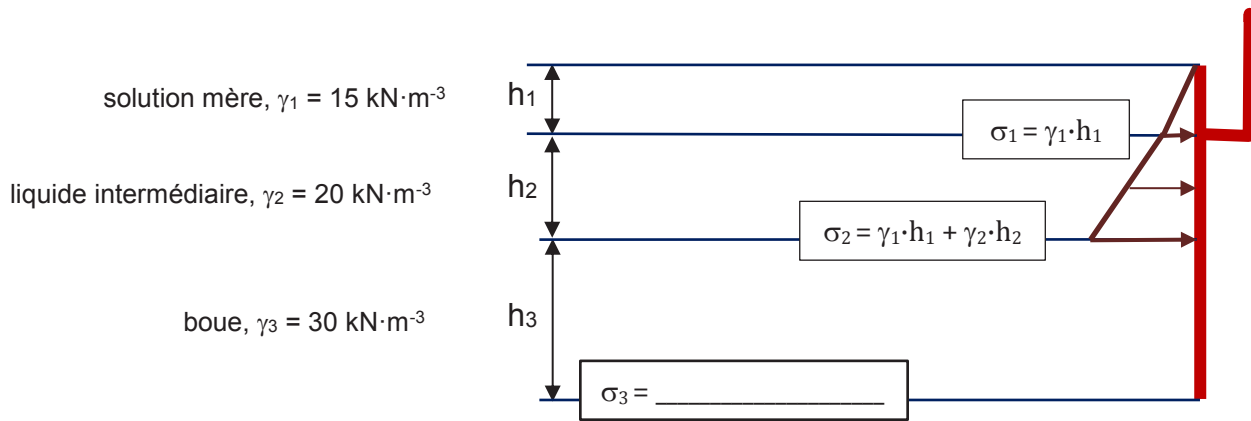 solution mère, γ₁ = 15 kN·m⁻³
h₁
σ₁ = γ₁·h₁
liquide intermédiaire, γ₂ = 20 kN·m⁻³
h₂
σ₂ = γ₁·h₁ + γ₂·h₂
boue, γ₃ = 30 kN·m⁻³
h₃
σ₃ = ____________________